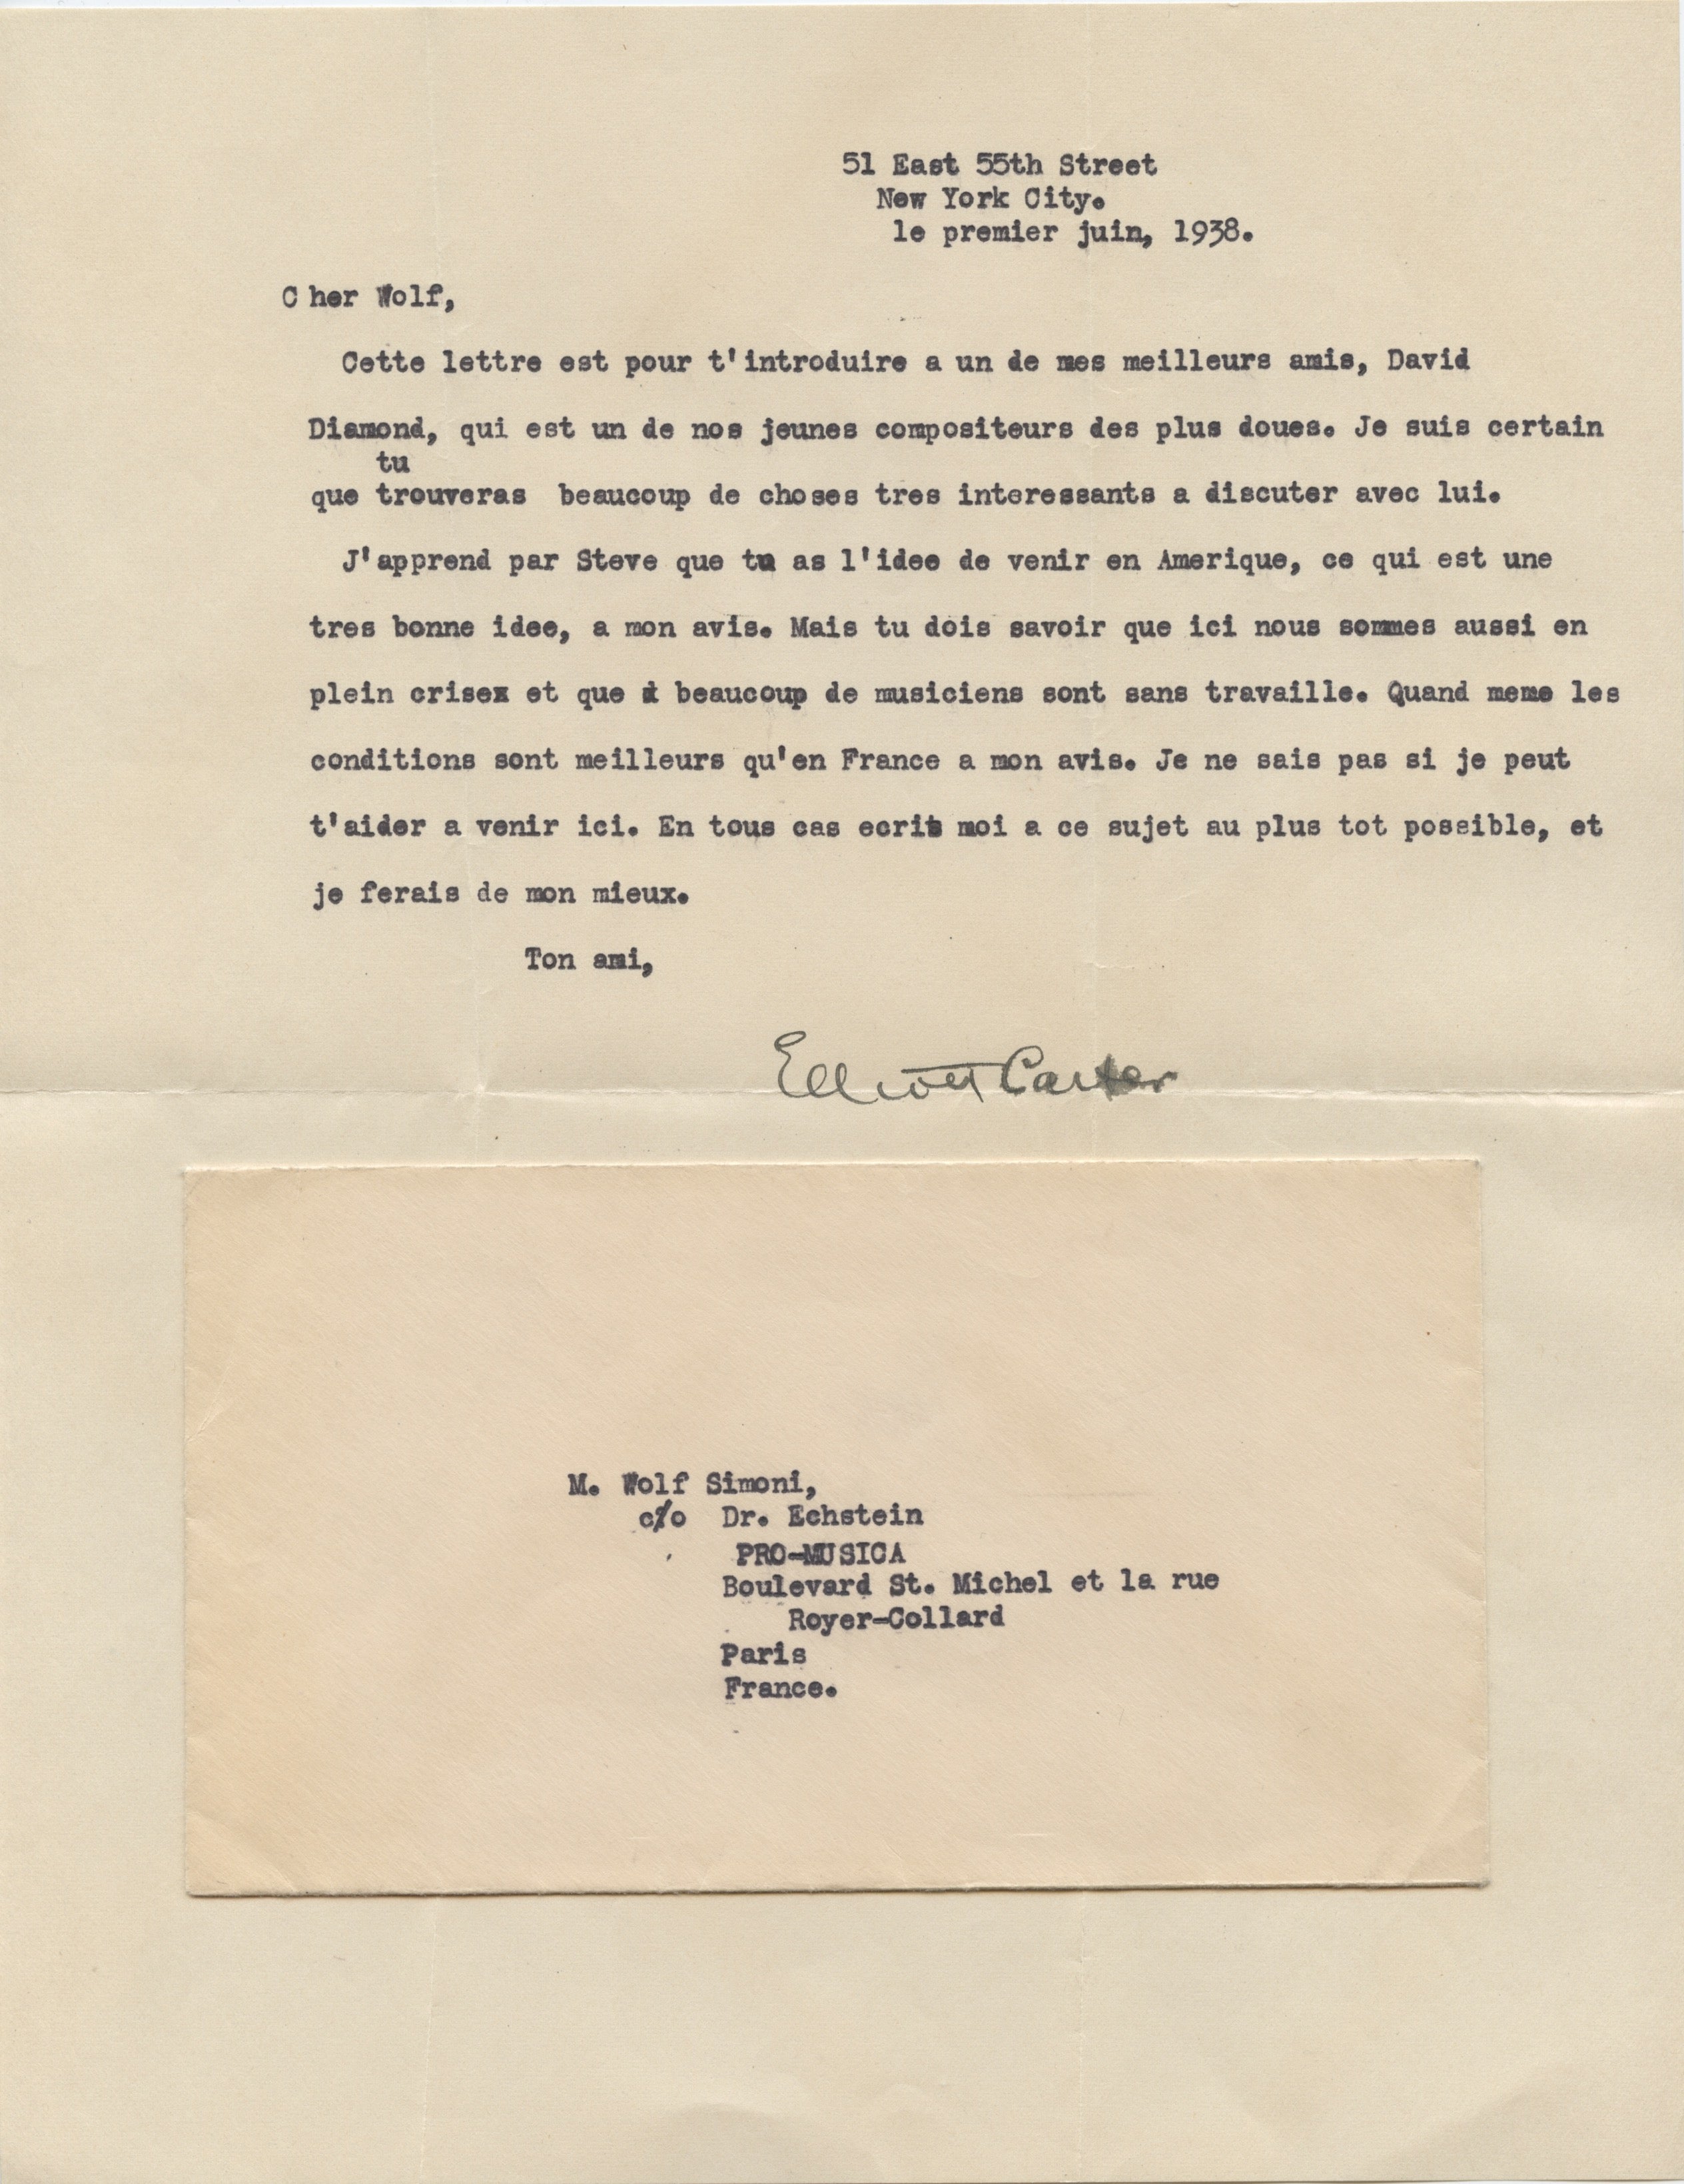 51 East 55th Street
New York City.
le premier juin, 1938.
C her Wolf,
Cette lettre est pour t'introduire a un de mes meilleurs amis, David
Diamond, qui est un de nos jeunes compositeurs des plus doues. Je suis certain
tu
que trouveras beaucoup de choses tres interessants a discuter avec lui.
J'apprend par Steve que tu as l'idee de venir en Amerique, ce qui est une
tres bonne idee, a mon avis. Mais tu dois savoir que ici nous sommes aussi en
plein crisex et que d beaucoup de musiciens sont sans travaille. Quand meme les
conditions sont meilleurs qu'en France a mon avis. Je ne sais pas si je peut
t'aider a venir ici. En tous cas ecris moi a ce sujet au plus tot possible, et
je ferais de mon mieux.
Ton ami,
Elliott Carter
M. Wolf Simoni,
c/o Dr. Echstein
PRO-MUSICA
Boulevard St. Michel et la rue
Royer-Collard
Paris
France.